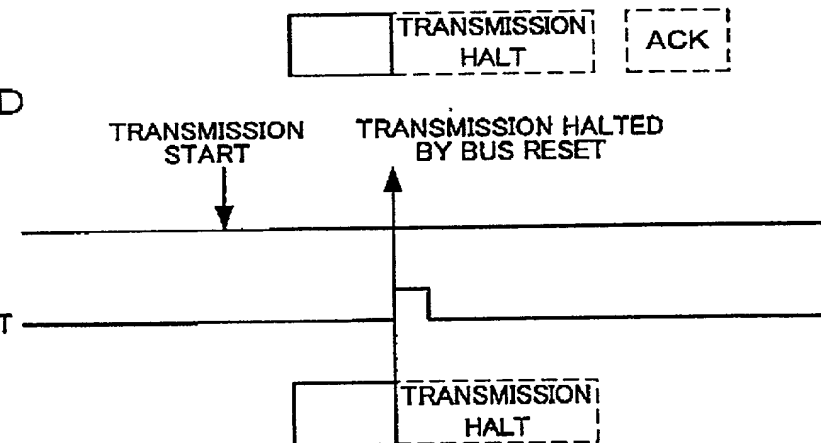 TRANSMISSION
HALT
ACK
D
TRANSMISSION
START
TRANSMISSION HALTED
BY BUS RESET
T
TRANSMISSION
HALT